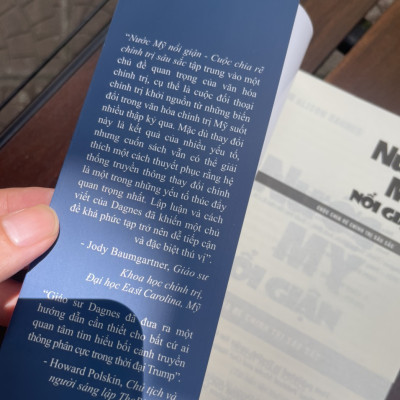 "Nước Mỹ nổi giận - Cuộc chia rẽ
chính trị sâu sắc tập trung vào một
chủ đề quan trọng của văn hóa
chính trị, cụ thể là cuộc đối thoại
chính trị khởi nguồn từ những biến
đổi trong văn hóa chính trị Mỹ suốt
nhiều thập kỷ qua. Mặc dù thay đổi
này là kết quả của nhiều yếu tố,
nhưng cuốn sách vẫn có thể giải
thích một cách thuyết phục rằng hệ
thống truyền thông thay đổi chính
là một trong những yếu tố thúc đẩy
quan trọng nhất. Lập luận và cách
viết của Dagnes đã khiến một chủ
đề khá phức tạp trở nên dễ tiếp cận
và đặc biệt thú vị".
- Jody Baumgartner, Giáo sư
Khoa học chính trị,
Đại học East Carolina, Mỹ
"Giáo sư Dagnes đã đưa ra một
hướng dẫn cần thiết cho bất cứ ai
quan tâm tìm hiểu bối cảnh truyền
thông phân cực trong thời đại Trump".
- Howard Polskin, Chủ tịch và
người sáng lập
NỔI GI